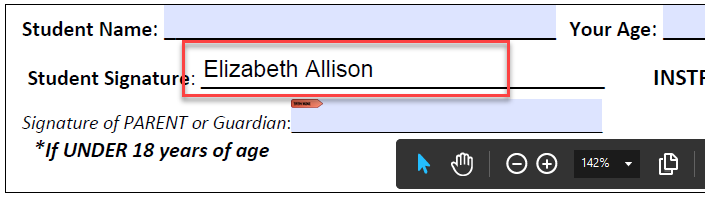 Student Name: Your Age:
Student Signature: Elizabeth Allison INSTR
Signature of PARENT or Guardian:
*If UNDER 18 years of age
142%